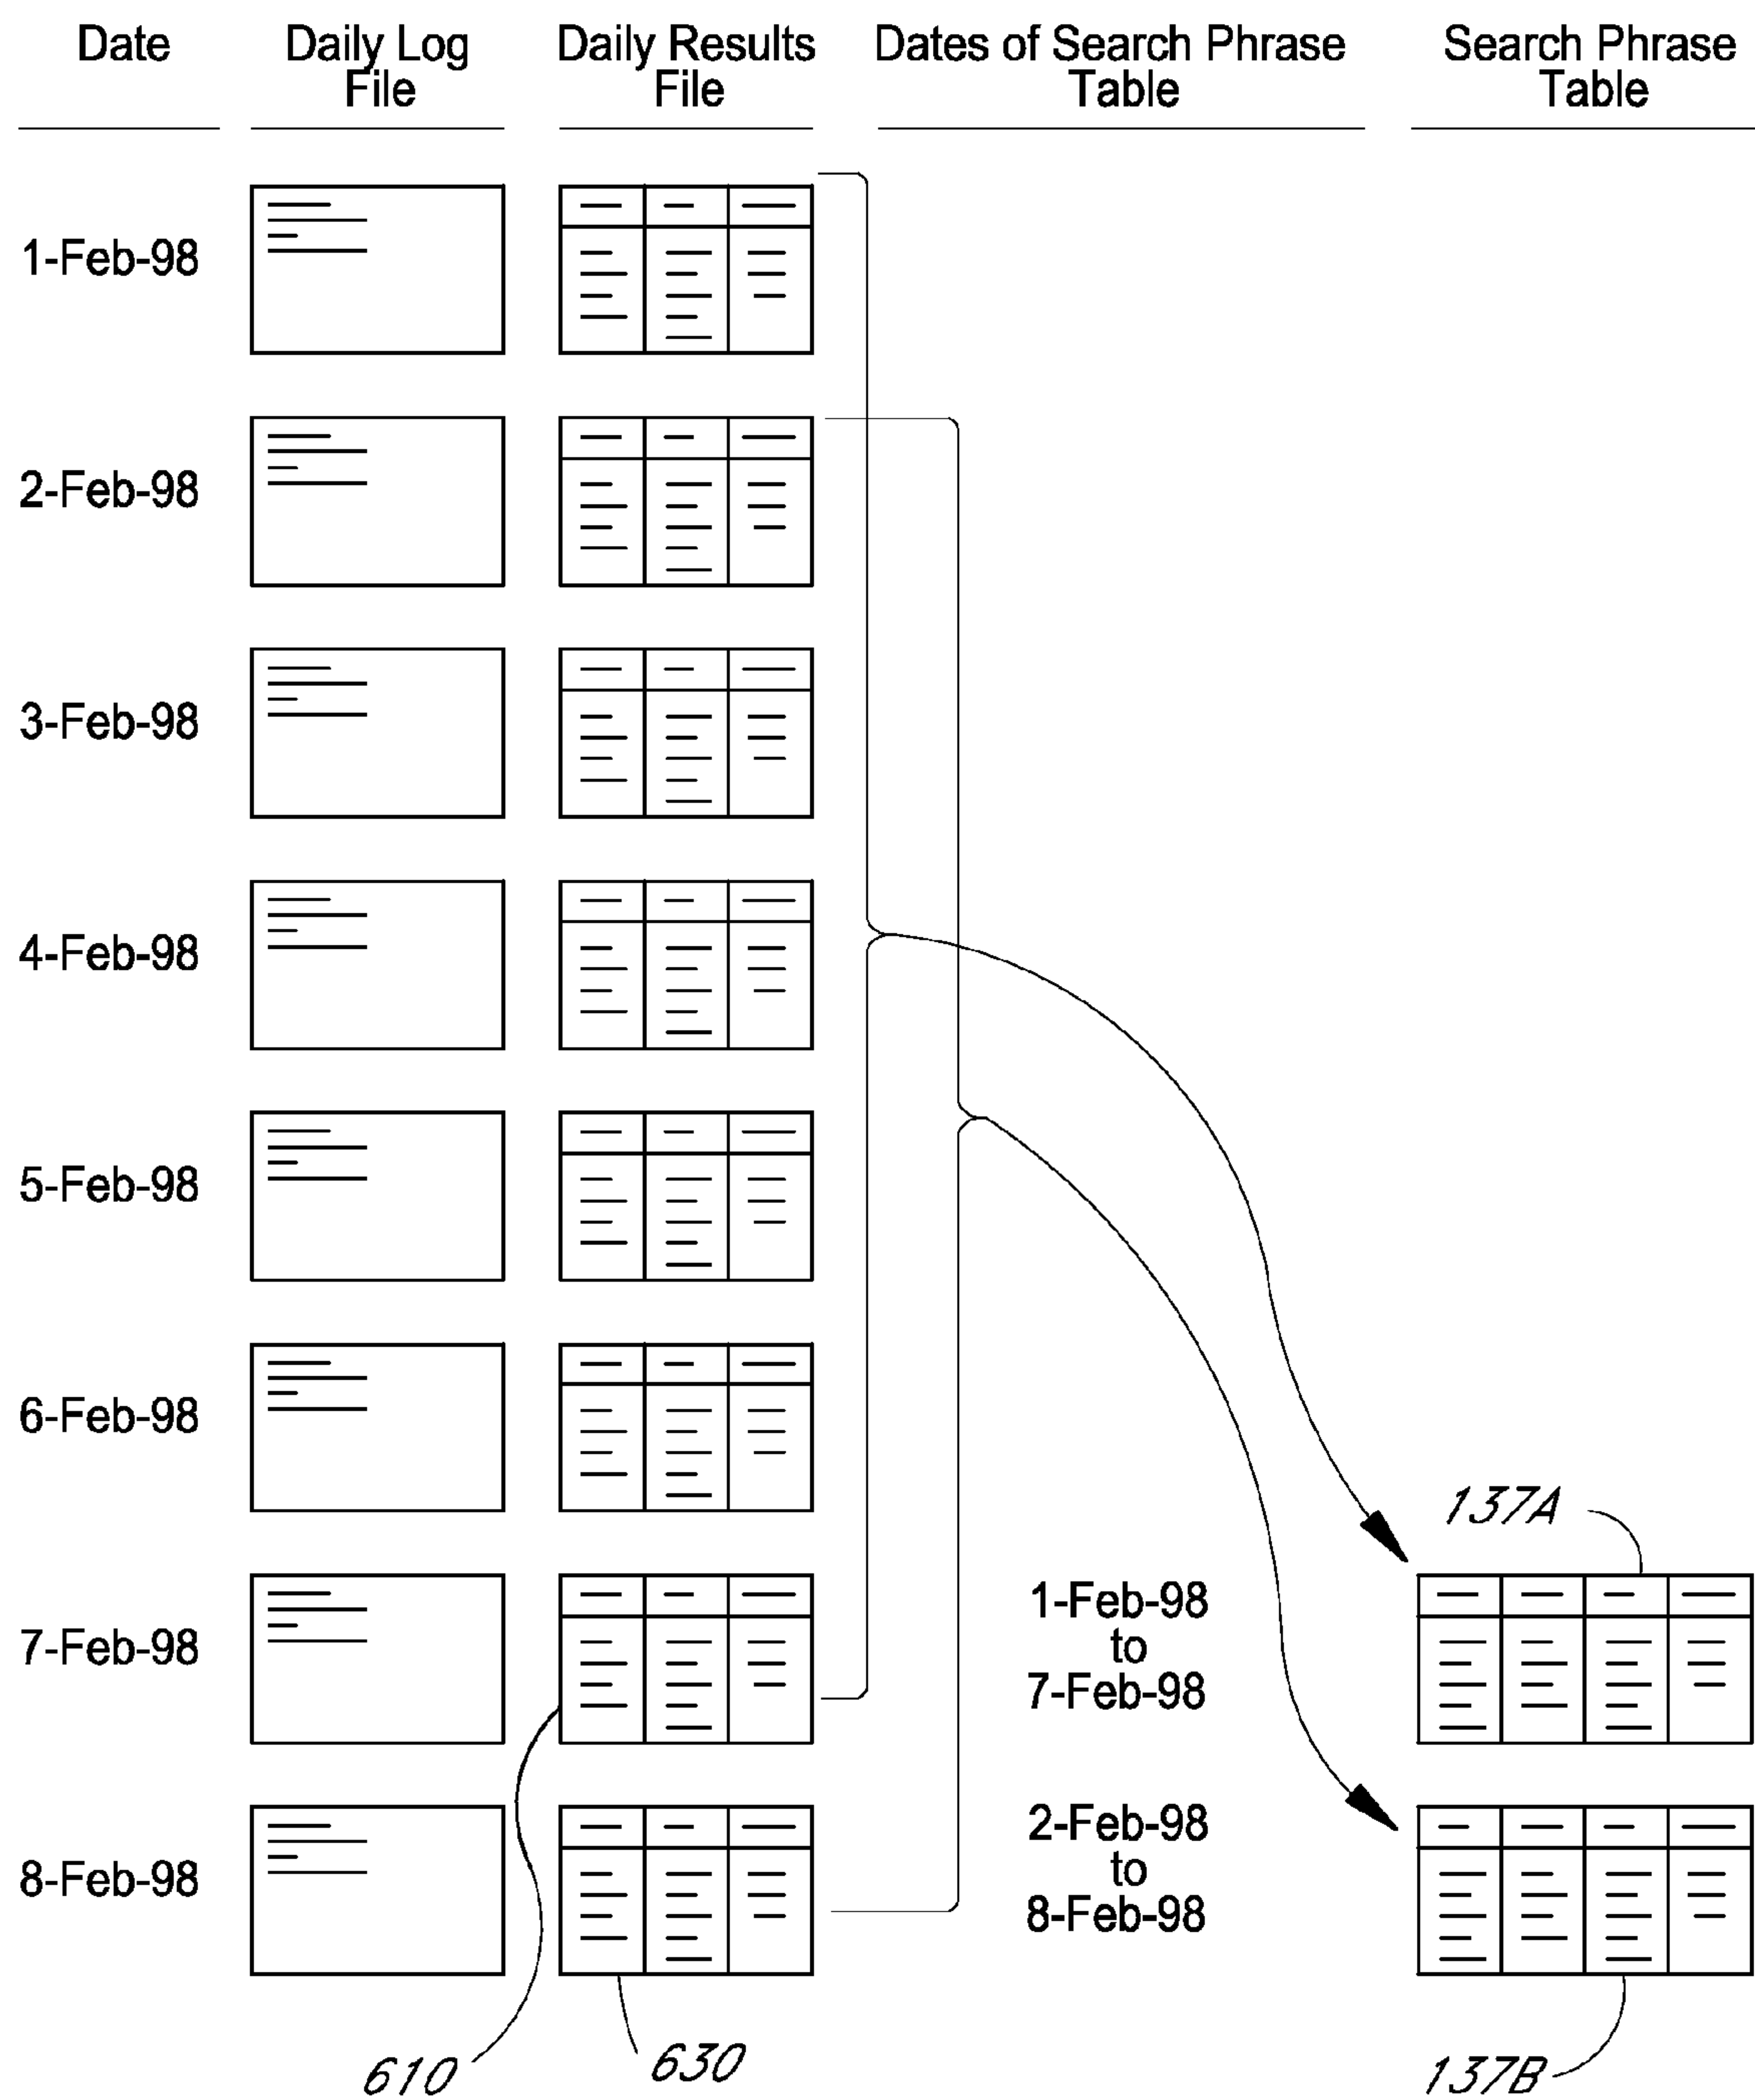 Date
Daily Log
File
Daily Results
File
Dates of Search Phrase
Table
Search Phrase
Table
1-Feb-98
2-Feb-98
3-Feb-98
4-Feb-98
5-Feb-98
6-Feb-98
137A
7-Feb-98
1-Feb-98
to
7-Feb-98
8-Feb-98
2-Feb-98
to
8-Feb-98
610
630
137B